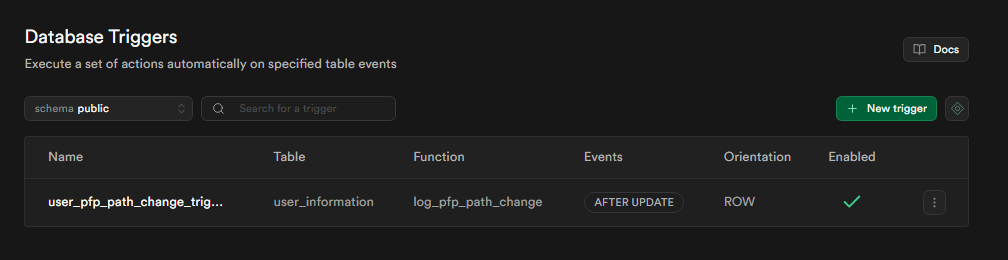 Database Triggers
Execute a set of actions automatically on specified table events
Docs
schema public
Search for a trigger
New trigger
Name Table Function Events Orientation Enabled
user_pfp_path_change_trig... user_information log_pfp_path_change AFTER UPDATE ROW